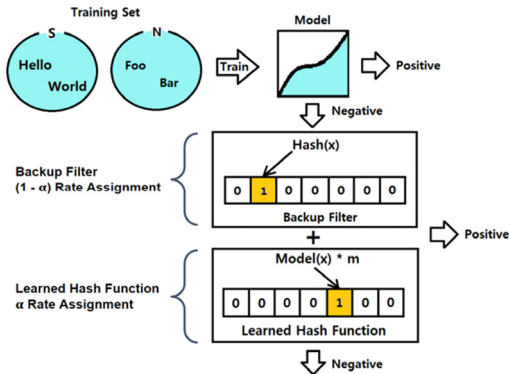 Training Set
S
N
Hello
World
Foo
Bar
Train
Model
Positive
Negative
Backup Filter
(1 - α) Rate Assignment
Hash(x)
0 1 0 0 0 0 0
Backup Filter
+
Positive
Learned Hash Function
α Rate Assignment
Model(x) * m
0 0 0 0 1 0 0
Learned Hash Function
Negative